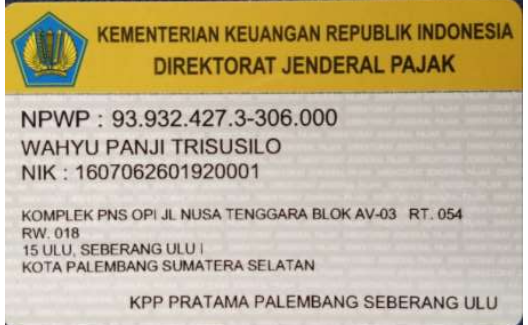 KEMENTERIAN KEUANGAN REPUBLIK INDONESIA
DIREKTORAT JENDERAL PAJAK
NPWP : 93.932.427.3-306.000
WAHYU PANJI TRISUSILO
NIK : 1607062601920001
KOMPLEK PNS OPI JL NUSA TENGGARA BLOK AV-03 RT. 054
RW. 018
15 ULU, SEBERANG ULU I
KOTA PALEMBANG SUMATERA SELATAN
KPP PRATAMA PALEMBANG SEBERANG ULU